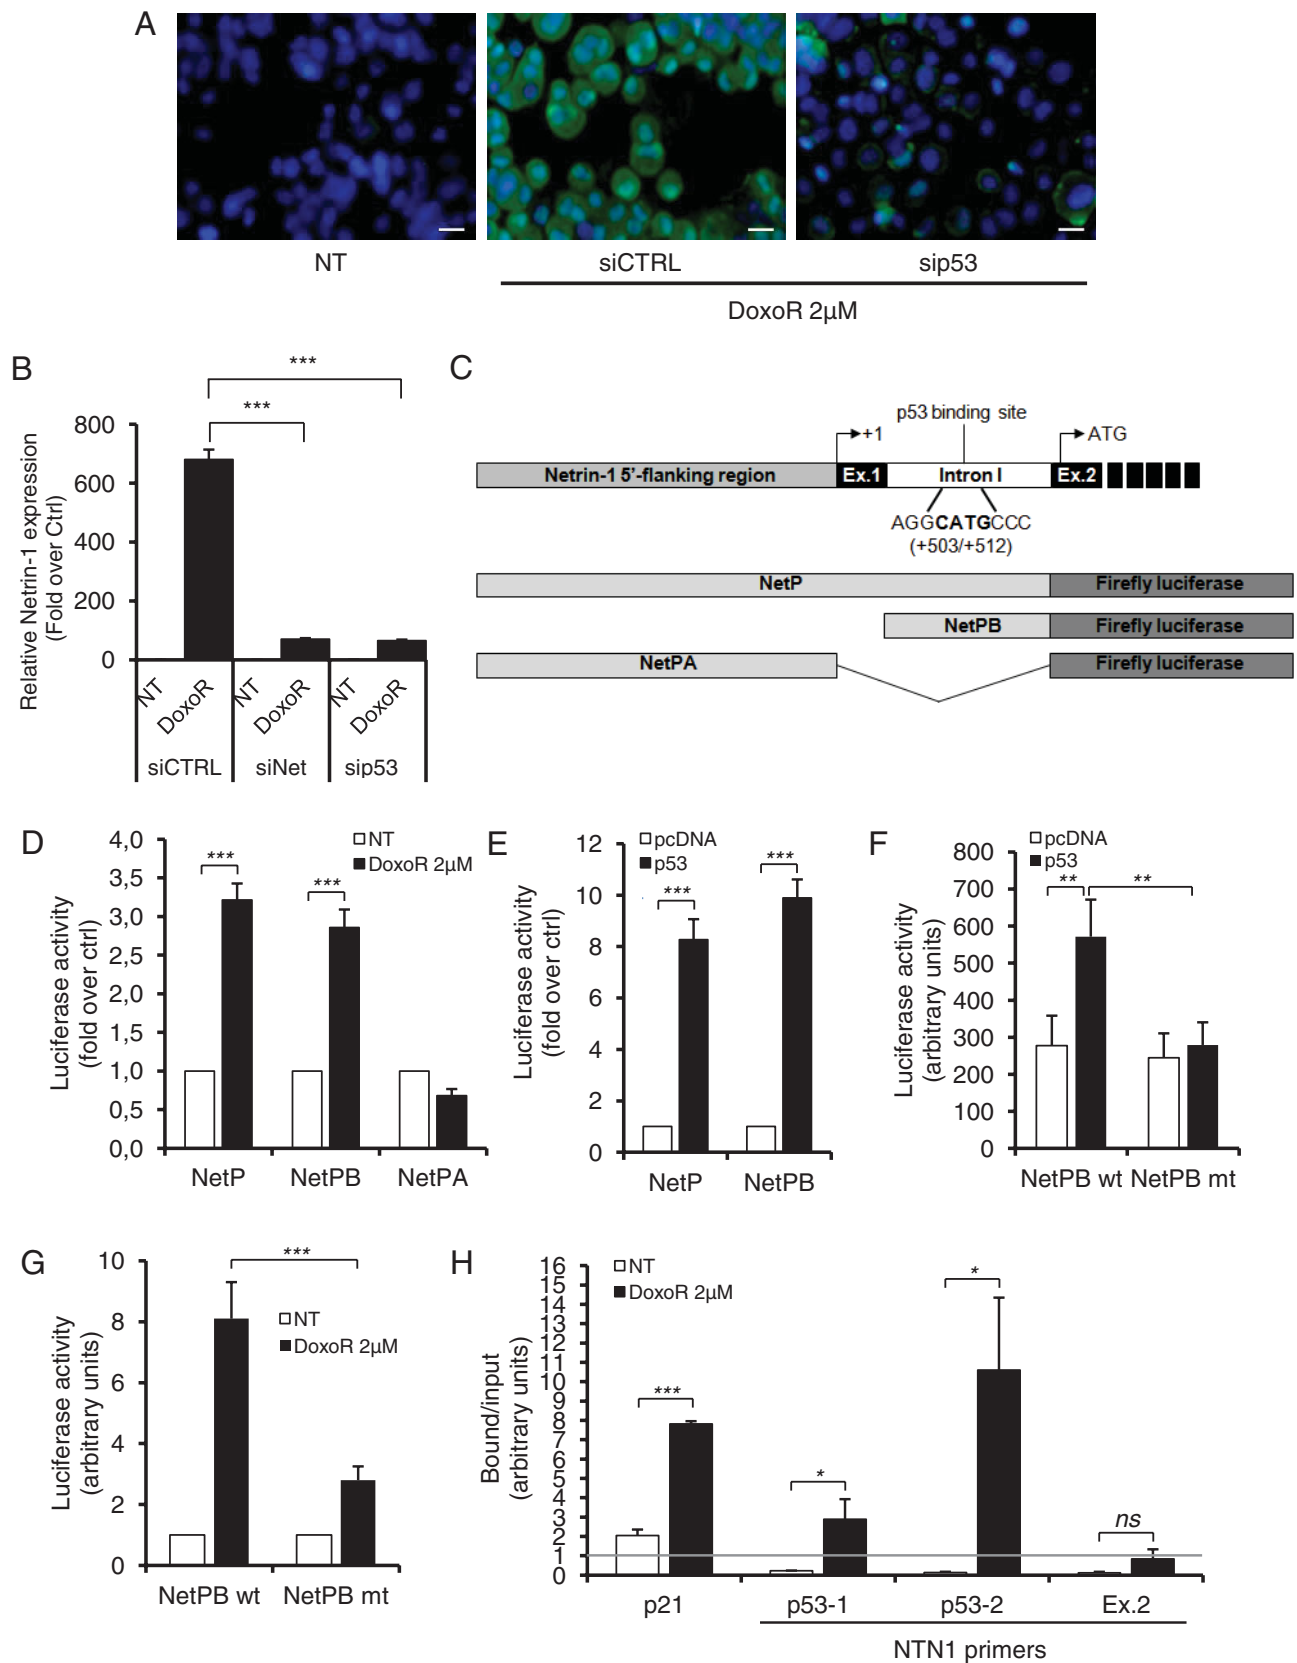 A
NT
siCTRL
sip53
DoxoR 2µM
B
***
***
Relative Netrin-1 expression
(Fold over Ctrl)
800
600
400
200
0
NT
DoxoR
NT
DoxoR
NT
DoxoR
siCTRL
siNet
sip53
C
p53 binding site
+1
ATG
Netrin-1 5'-flanking region
Ex.1
Intron I
Ex.2
AGGCATGCCC
(+503/+512)
NetP
Firefly luciferase
NetPB
Firefly luciferase
NetPA
Firefly luciferase
D
Luciferase activity
(fold over ctrl)
4,0
3,5
3,0
2,5
2,0
1,5
1,0
0,5
0,0
NT
DoxoR 2µM
***
***
NetP
NetPB
NetPA
E
Luciferase activity
(fold over ctrl)
12
10
8
6
4
2
0
pcDNA
p53
***
***
NetP
NetPB
F
Luciferase activity
(arbitrary units)
800
700
600
500
400
300
200
100
0
pcDNA
p53
**
**
NetPB wt
NetPB mt
G
Luciferase activity
(arbitrary units)
10
8
6
4
2
0
***
NT
DoxoR 2µM
NetPB wt
NetPB mt
H
Bound/input
(arbitrary units)
16
15
14
13
12
11
10
9
8
7
6
5
4
3
2
1
0
NT
DoxoR 2µM
***
*
*
ns
p21
p53-1
p53-2
Ex.2
NTN1 primers